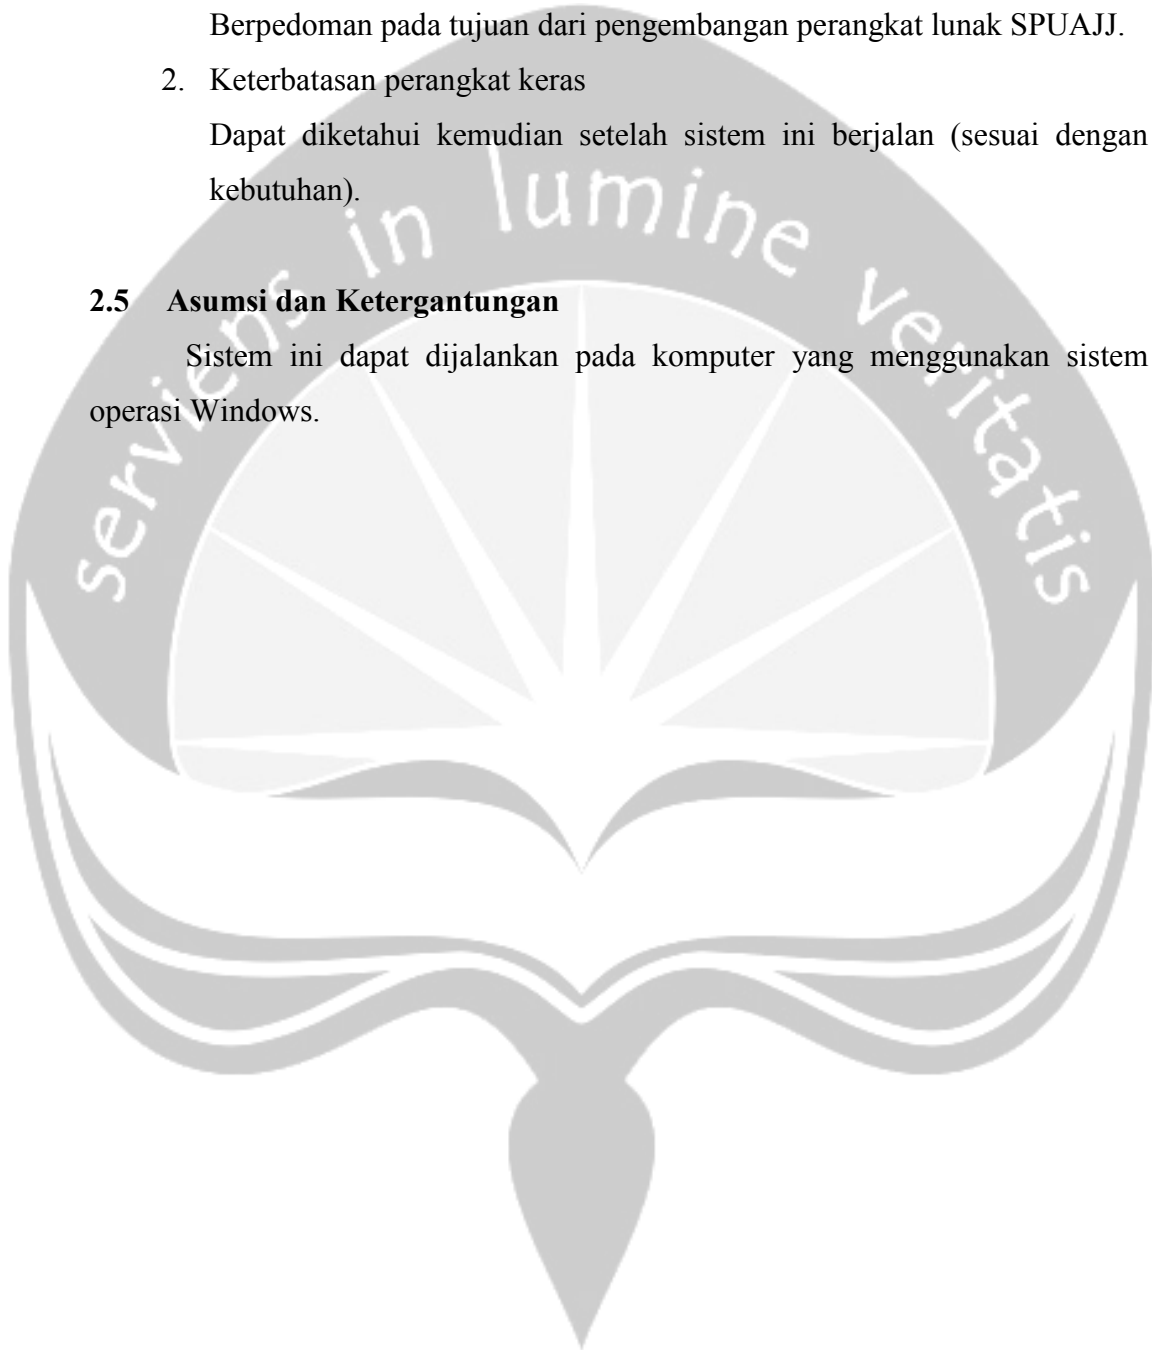 Berpedoman pada tujuan dari pengembangan perangkat lunak SPUAJJ.
2. Keterbatasan perangkat keras
Dapat diketahui kemudian setelah sistem ini berjalan (sesuai dengan
kebutuhan).
serviens in lumine veritatis
2.5 Asumsi dan Ketergantungan
Sistem ini dapat dijalankan pada komputer yang menggunakan sistem
operasi Windows.